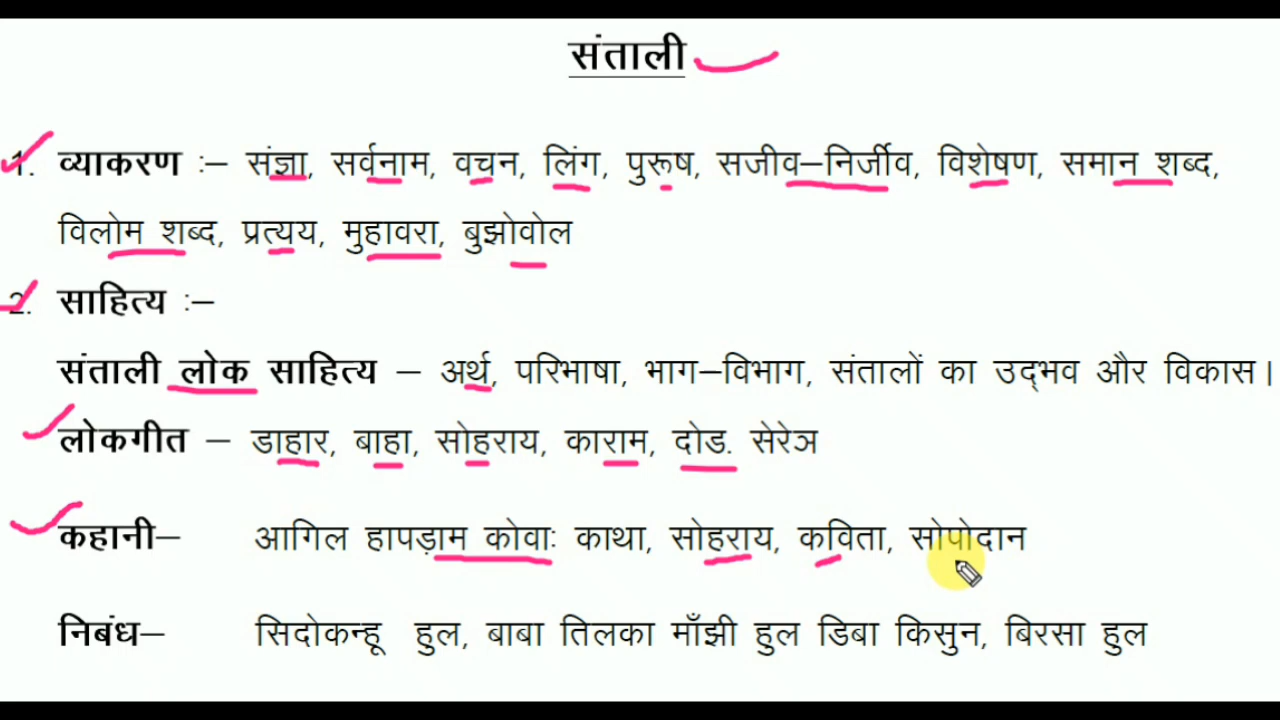 संताली
1. व्याकरण :– संज्ञा, सर्वनाम, वचन, लिंग, पुरूष, सजीव–निर्जीव, विशेषण, समान शब्द,
विलोम शब्द, प्रत्यय, मुहावरा, बुझोवोल
2. साहित्य :–
संताली लोक साहित्य – अर्थ, परिभाषा, भाग–विभाग, संतालों का उद्भव और विकास।
लोकगीत – डाहार, बाहा, सोहराय, काराम, दोड. सेरेञ
कहानी– आगिल हापड़ाम कोवाः काथा, सोहराय, कविता, सोपोदान
निबंध– सिदोकन्हू हुल, बाबा तिलका माँझी हुल डिबा किसुन, बिरसा हुल